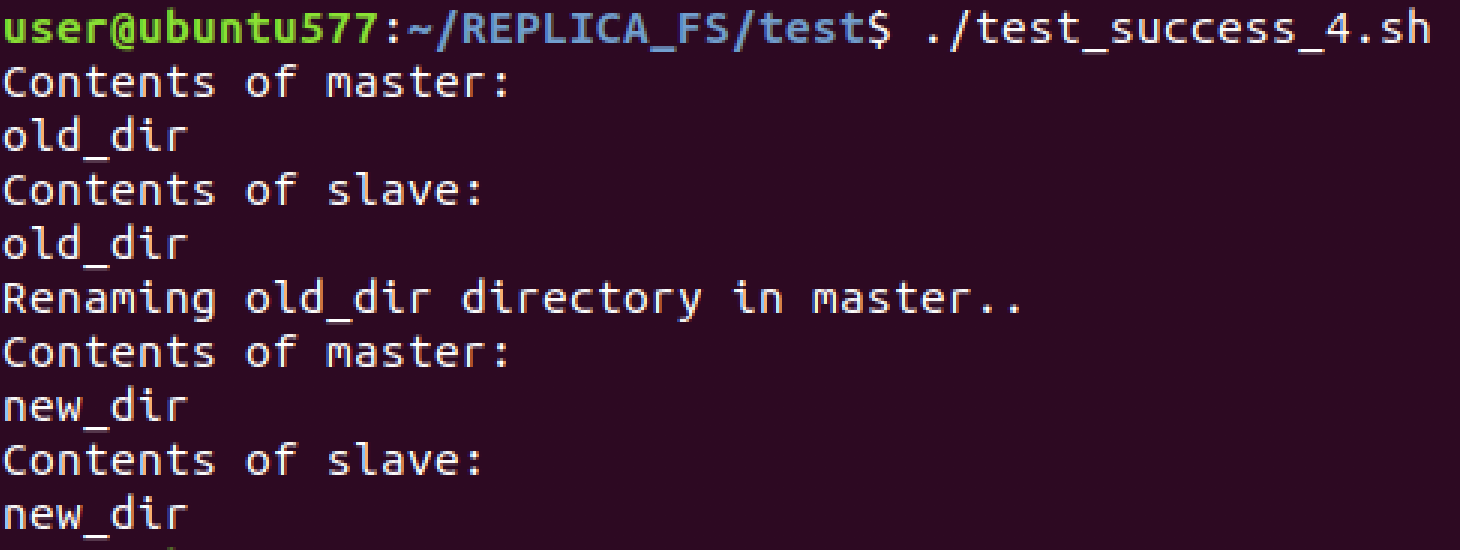 user@ubuntu577:~/REPLICA_FS/test$ ./test_success_4.sh
Contents of master:
old_dir
Contents of slave:
old_dir
Renaming old_dir directory in master..
Contents of master:
new_dir
Contents of slave:
new_dir